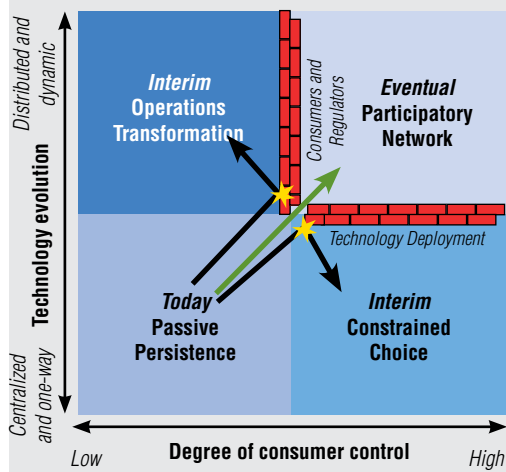 Distributed and
dynamic
Technology evolution
Centralized
and one-way
Interim
Operations
Transformation
Consumers and
Regulators
Eventual
Participatory
Network
Technology Deployment
Today
Passive
Persistence
Interim
Constrained
Choice
Low
Degree of consumer control
High